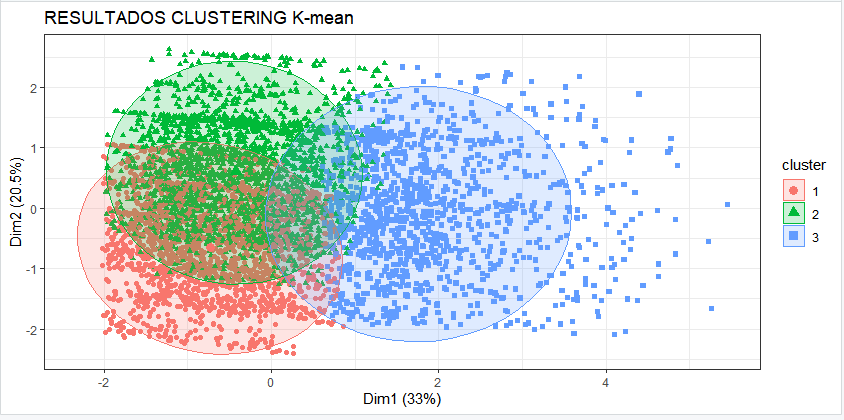 RESULTADOS CLUSTERING K-mean
2
1
0
-1
-2
Dim2 (20.5%)
-2 0 2 4
Dim1 (33%)
cluster
1
2
3